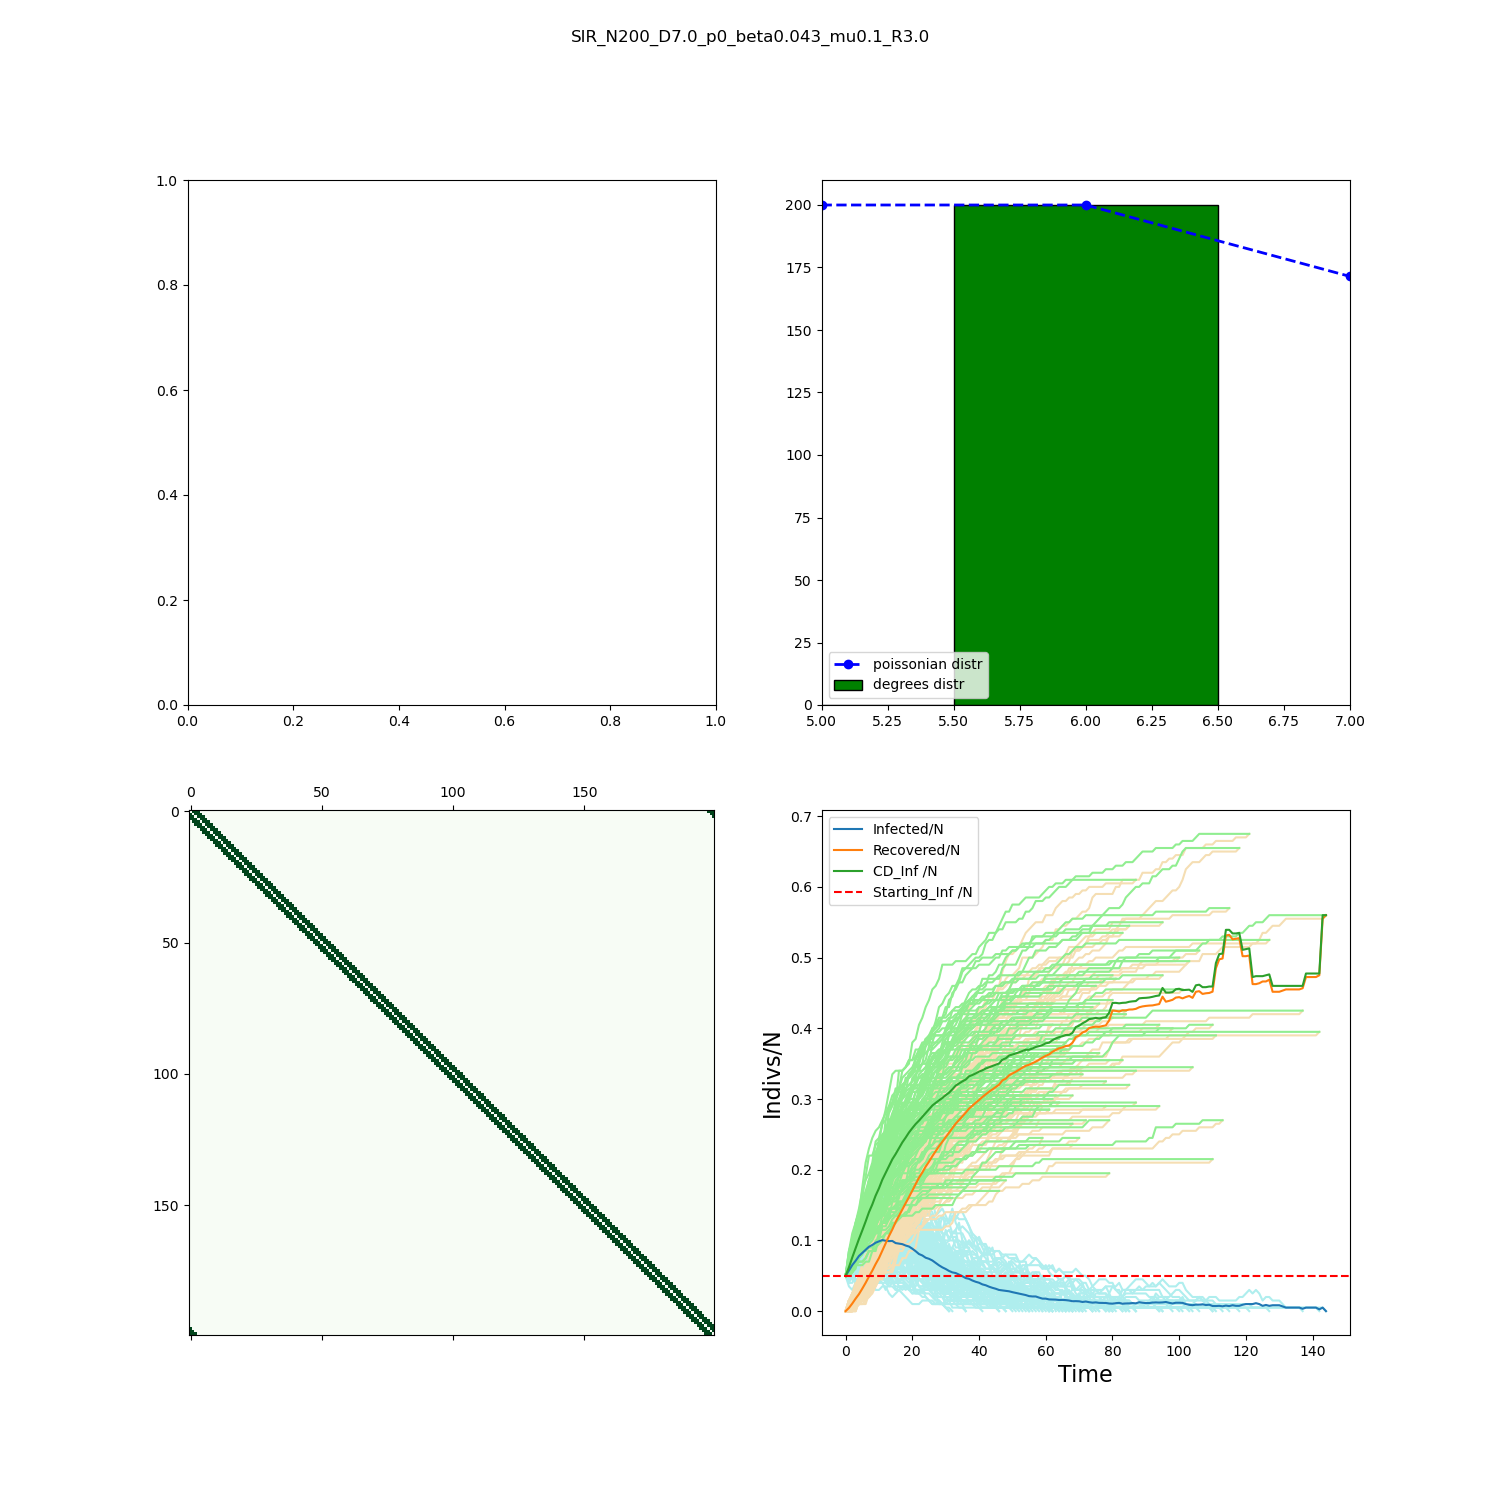 SIR_N200_D7.0_p0_beta0.043_mu0.1_R3.0
1.0
0.8
0.6
0.4
0.2
0.0
0.0 0.2 0.4 0.6 0.8 1.0
200
175
150
125
100
75
50
25
0
poissonian distr
degrees distr
5.00 5.25 5.50 5.75 6.00 6.25 6.50 6.75 7.00
0 50 100 150
0
50
100
150
0.7
0.6
0.5
0.4
0.3
0.2
0.1
0.0
Indivs/N
Infected/N
Recovered/N
CD_Inf /N
Starting_Inf /N
0 20 40 60 80 100 120 140
Time